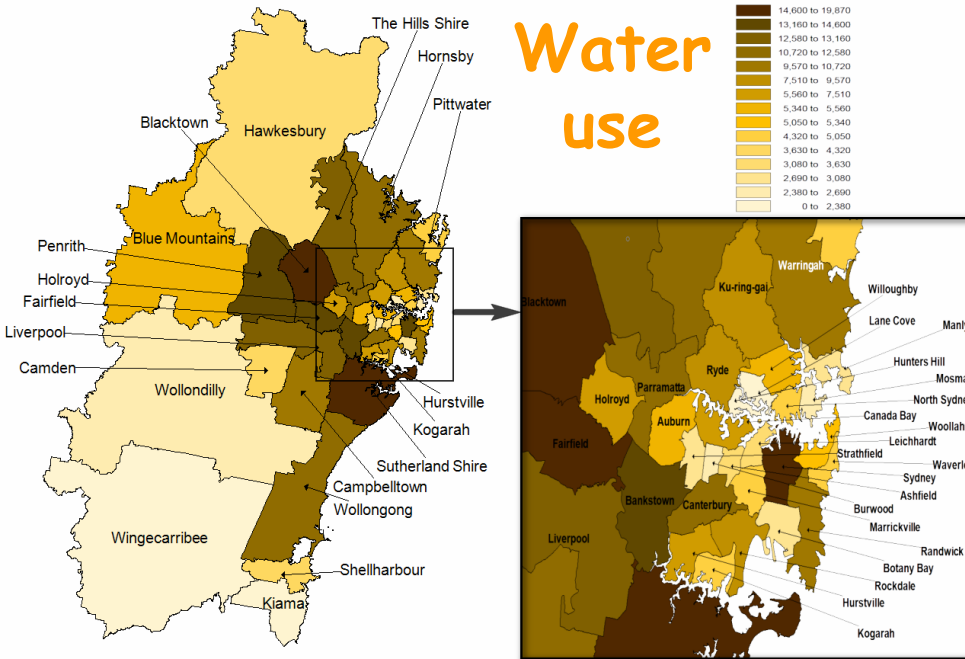 Water
use
14,600 to 19,870
13,160 to 14,600
12,580 to 13,160
10,720 to 12,580
9,570 to 10,720
7,510 to 9,570
5,560 to 7,510
5,340 to 5,560
5,050 to 5,340
4,320 to 5,050
3,630 to 4,320
3,080 to 3,630
2,690 to 3,080
2,380 to 2,690
0 to 2,380
The Hills Shire
Hornsby
Pittwater
Blacktown
Hawkesbury
Penrith
Blue Mountains
Holroyd
Fairfield
Liverpool
Camden
Wollondilly
Hurstville
Kogarah
Sutherland Shire
Campbelltown
Wollongong
Wingecarribee
Shellharbour
Kiama
Warringah
Willoughby
Ku-ring-gai
Blacktown
Lane Cove
Manly
Hunters Hill
Ryde
Mosma
Parramatta
Holroyd
North Sydne
Canada Bay
Auburn
Woollah
Leichhardt
Fairfield
Strathfield
Waverle
Sydney
Ashfield
Bankstown
Canterbury
Burwood
Marrickville
Liverpool
Randwick
Botany Bay
Rockdale
Hurstville
Kogarah